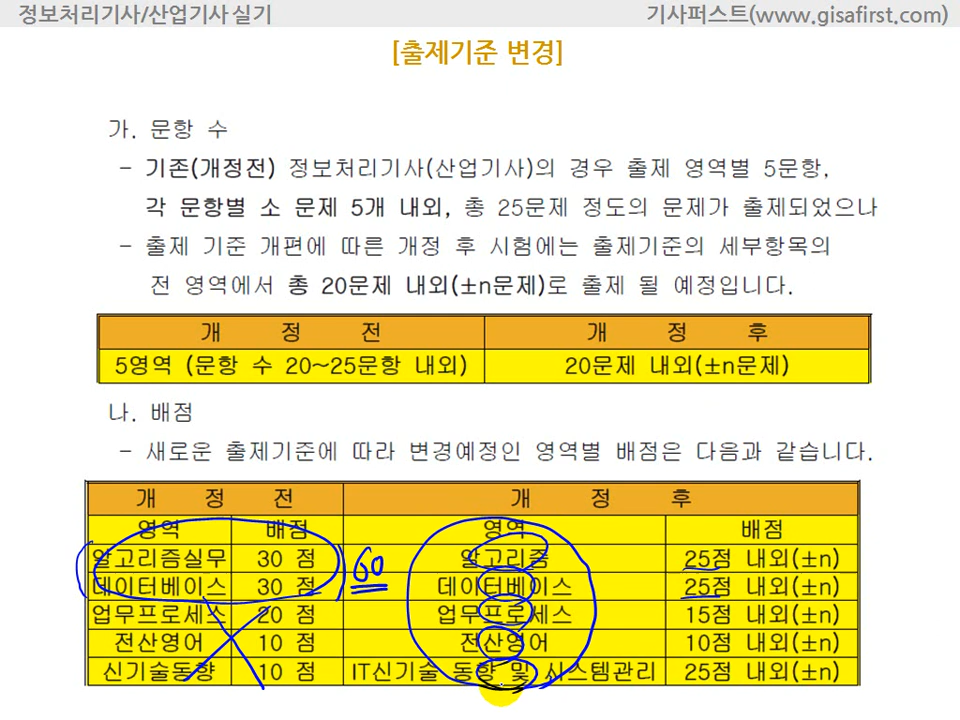 정보처리기사/산업기사 실기 기사퍼스트(www.gisafirst.com)
[출제기준 변경]
가. 문항 수
- 기존(개정전) 정보처리기사(산업기사)의 경우 출제 영역별 5문항,
각 문항별 소 문제 5개 내외, 총 25문제 정도의 문제가 출제되었으나
- 출제 기준 개편에 따른 개정 후 시험에는 출제기준의 세부항목의
전 영역에서 총 20문제 내외(±n문제)로 출제 될 예정입니다.
개 정 전 개 정 후
5영역 (문항 수 20~25문항 내외) 20문제 내외(±n문제)
나. 배점
- 새로운 출제기준에 따라 변경예정인 영역별 배점은 다음과 같습니다.
개 정 전 개 정 후
영역 배점 영역 배점
알고리즘실무 30 점 60 알고리즘 25점 내외(±n)
데이터베이스 30 점 데이터베이스 25점 내외(±n)
업무프로세스 20 점 업무프로세스 15점 내외(±n)
전산영어 10 점 전산영어 10점 내외(±n)
신기술동향 10 점 IT신기술 동향 및 시스템관리 25점 내외(±n)